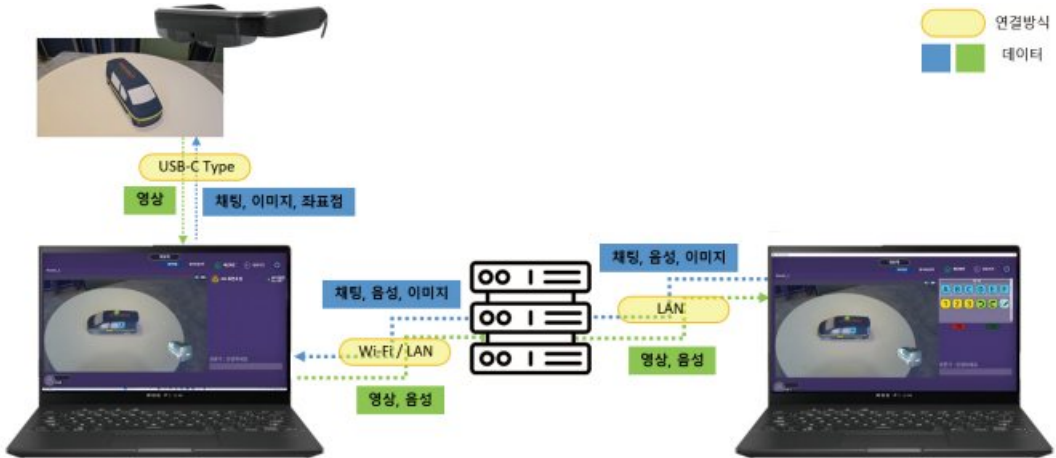 연결방식
데이터
USB-C Type
영상
채팅, 이미지, 좌표점
채팅, 음성, 이미지
채팅, 음성, 이미지
LAN
Wi-Fi / LAN
영상, 음성
영상, 음성